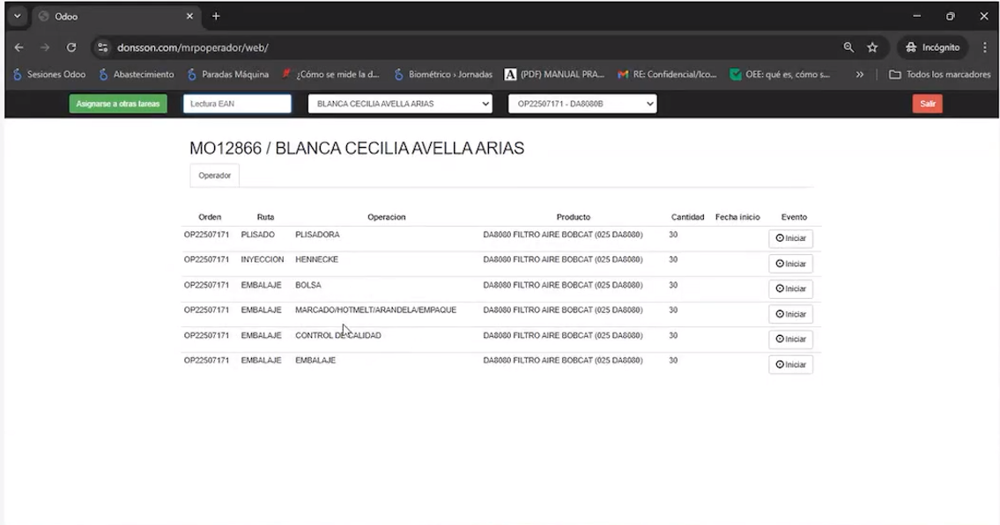 Odoo
donsson.com/mrpoperador/web/
Incógnito
Sesiones Odoo
Abastecimiento
Paradas Máquina
¿Cómo se mide la d...
Biométrico › Jornadas
A (PDF) MANUAL PRA...
RE: Confidencial/Ico...
OEE: qué es, cómo s...
»
Todos los marcadores
Asignarse a otras tareas
Lectura EAN
BLANCA CECILIA AVELLA ARIAS
OP22507171 - DA8080B
Salir
MO12866 / BLANCA CECILIA AVELLA ARIAS
Operador
Orden Ruta Operacion Producto Cantidad Fecha inicio Evento
OP22507171 PLISADO PLISADORA DA8080 FILTRO AIRE BOBCAT (025 DA8080) 30 Iniciar
OP22507171 INYECCION HENNECKE DA8080 FILTRO AIRE BOBCAT (025 DA8080) 30 Iniciar
OP22507171 EMBALAJE BOLSA DA8080 FILTRO AIRE BOBCAT (025 DA8080) 30 Iniciar
OP22507171 EMBALAJE MARCADO/HOTMELT/ARANDELA/EMPAQUE DA8080 FILTRO AIRE BOBCAT (025 DA8080) 30 Iniciar
OP22507171 EMBALAJE CONTROL DE CALIDAD DA8080 FILTRO AIRE BOBCAT (025 DA8080) 30 Iniciar
OP22507171 EMBALAJE EMBALAJE DA8080 FILTRO AIRE BOBCAT (025 DA8080) 30 Iniciar